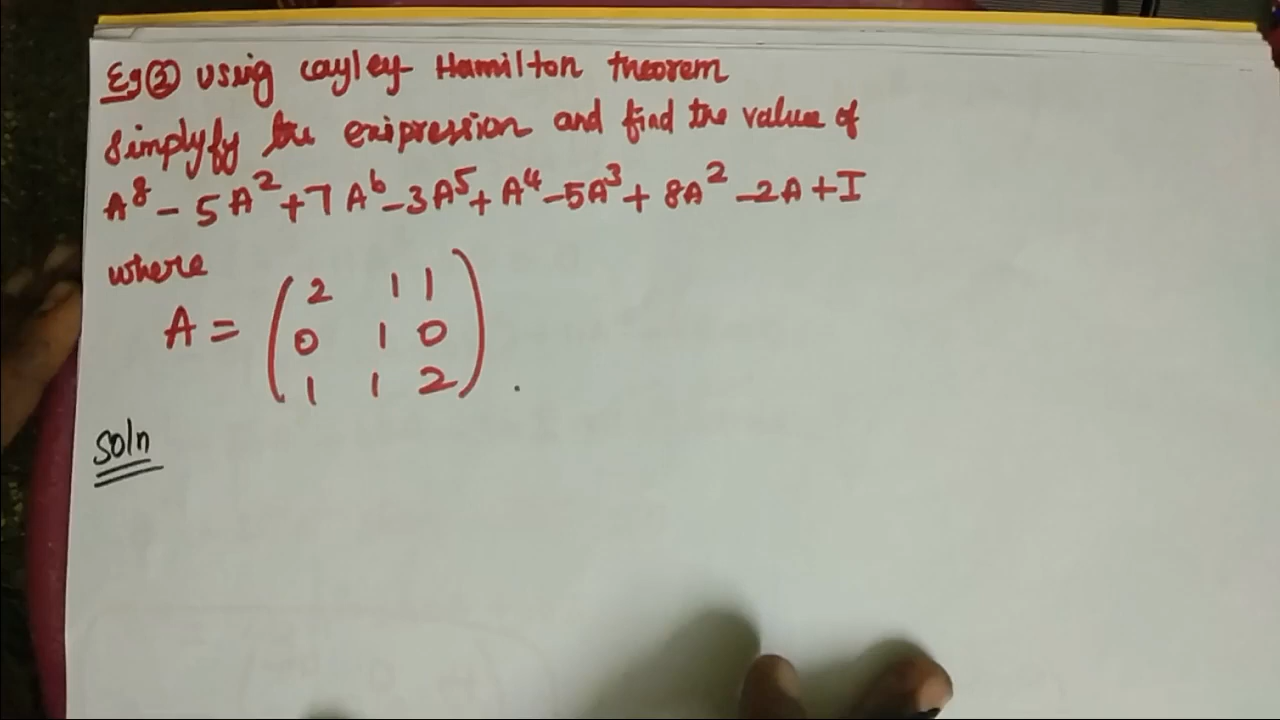 Eg② using cayley Hamilton theorem
simplyfy the exipression and find the value of
A⁸ - 5A² + 7A⁶ - 3A⁵ + A⁴ - 5A³ + 8A² - 2A + I
where
A = ( 2 1 1
0 1 0
1 1 2 ) .
Soln